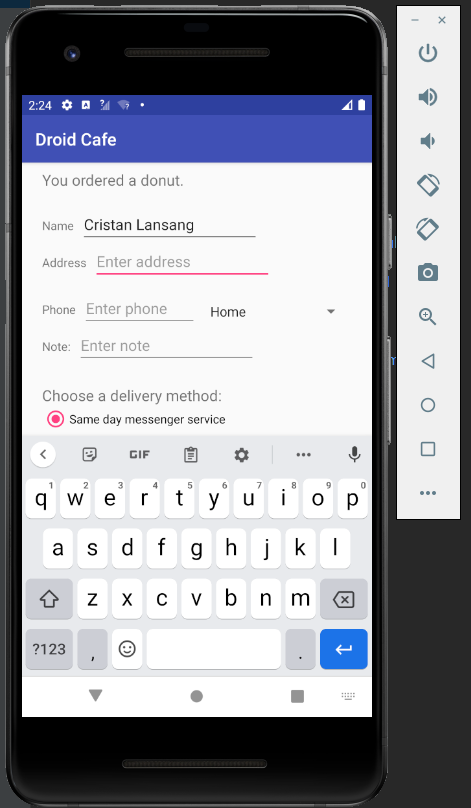 2:24
Droid Cafe
You ordered a donut.
Name Cristan Lansang
Address Enter address
Phone Enter phone Home
Note: Enter note
Choose a delivery method:
Same day messenger service
GIF
q1 w2 e3 r4 t5 y6 u7 i8 o9 p0
a s d f g h j k l
z x c v b n m
?123 , .